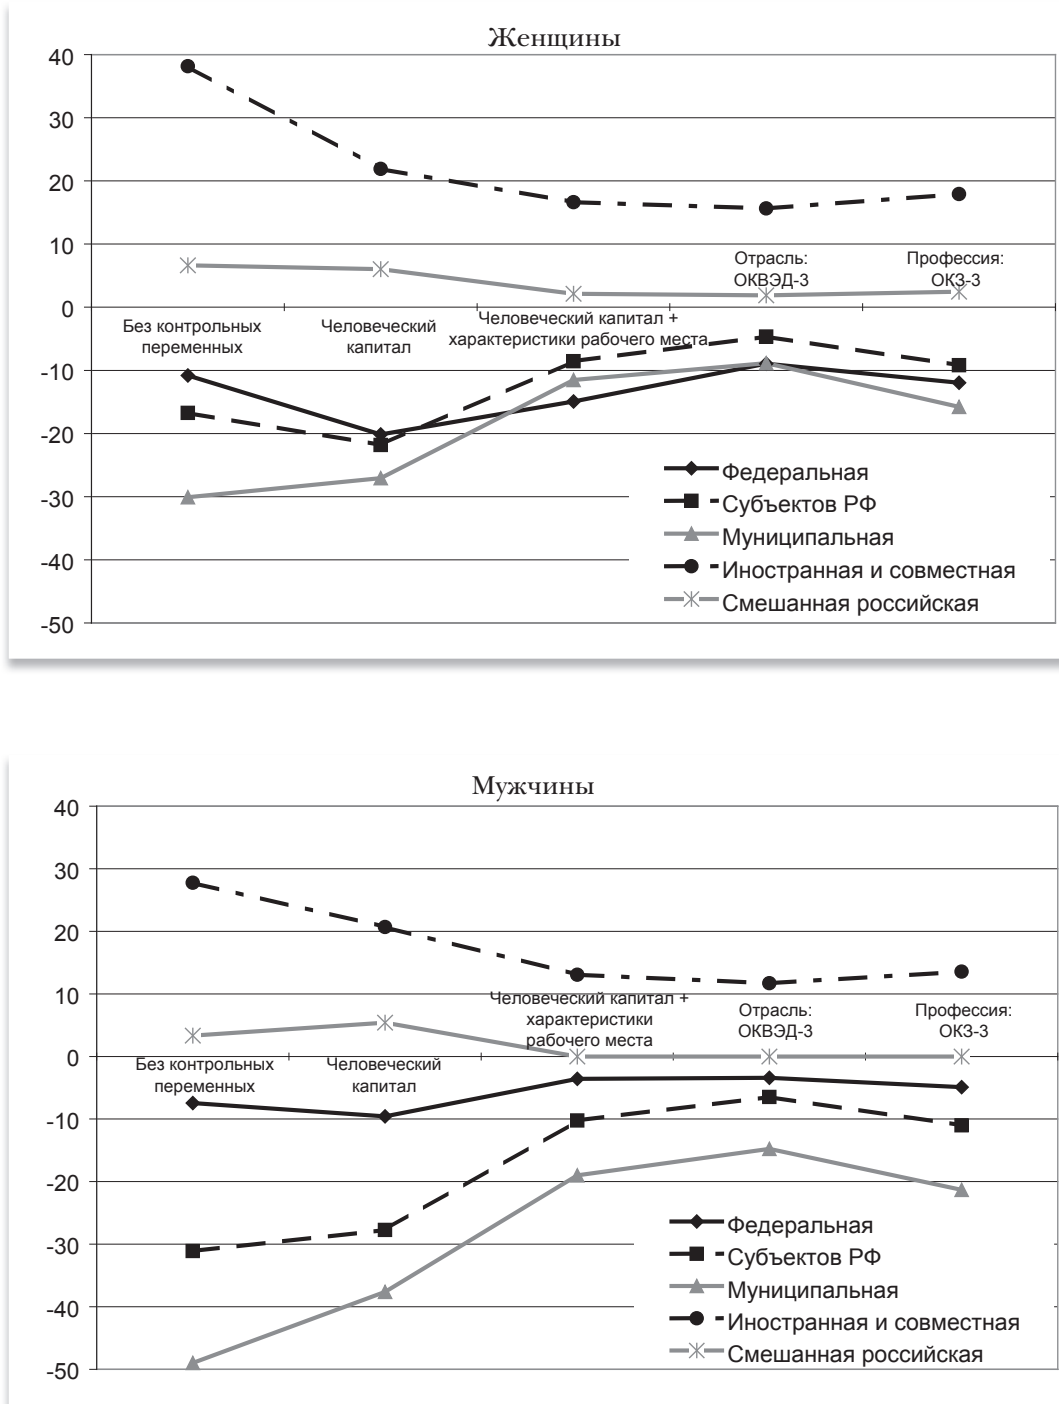 Женщины
40
30
20
10
0
-10
-20
-30
-40
-50
Отрасль:
ОКВЭД-3
Профессия:
ОКЗ-3
Без контрольных
переменных
Человеческий
капитал
Человеческий капитал +
характеристики рабочего места
Федеральная
Субъектов РФ
Муниципальная
Иностранная и совместная
Смешанная российская
Мужчины
40
30
20
10
0
-10
-20
-30
-40
-50
Человеческий капитал +
характеристики
рабочего места
Отрасль:
ОКВЭД-3
Профессия:
ОКЗ-3
Без контрольных
переменных
Человеческий
капитал
Федеральная
Субъектов РФ
Муниципальная
Иностранная и совместная
Смешанная российская